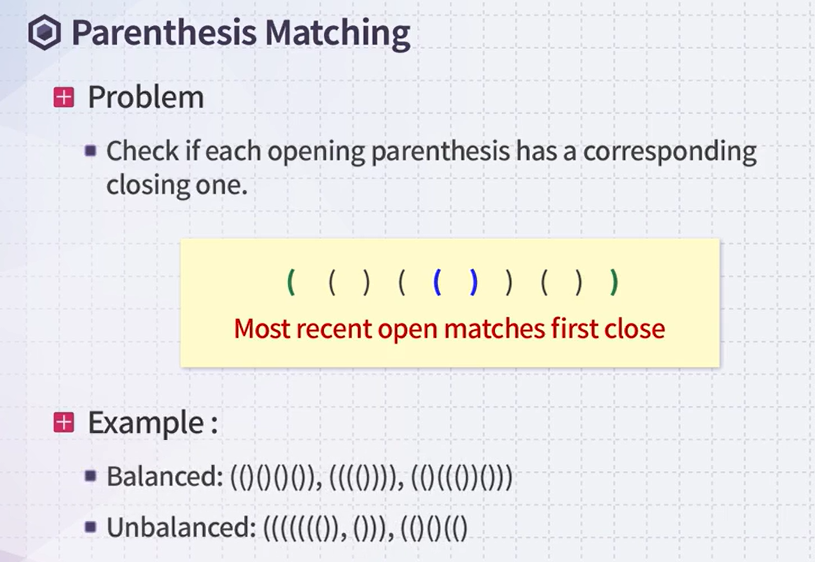 Parenthesis Matching
Problem
Check if each opening parenthesis has a corresponding
closing one.
( ( ) ( ( ) ) ( ) )
Most recent open matches first close
Example :
Balanced: (()()()()), (((()))), (()((())()))
Unbalanced: ((((((()), ())), (()()(()